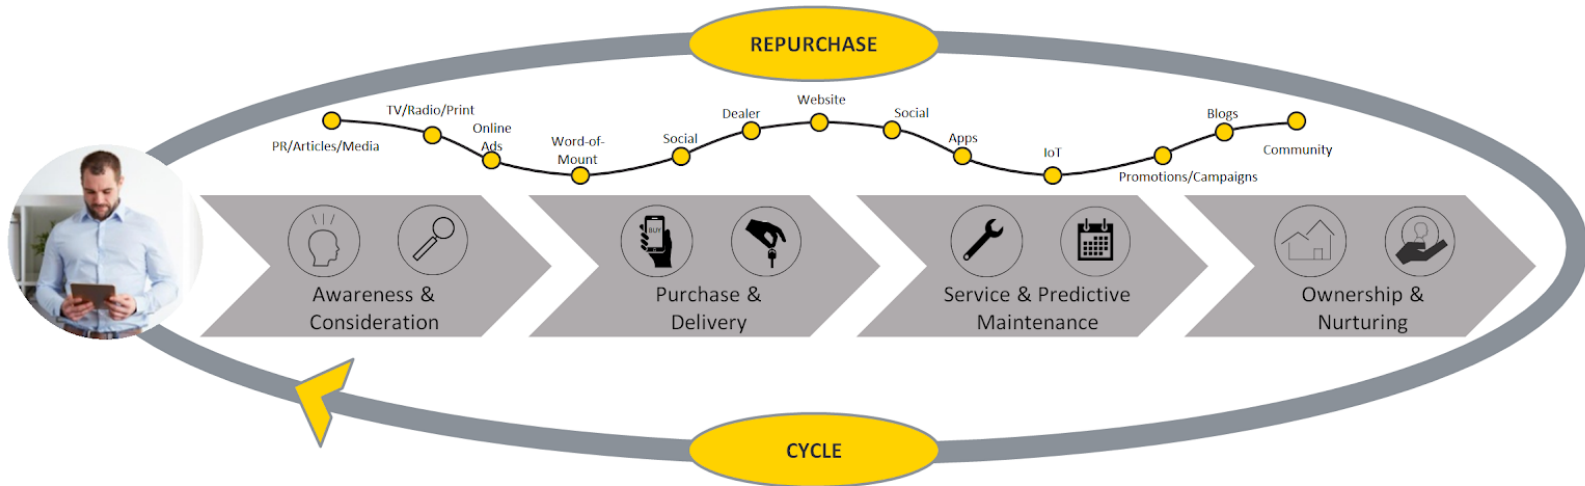 REPURCHASE
PR/Articles/Media
TV/Radio/Print
Online
Ads
Word-of-
Mount
Social
Dealer
Website
Social
Apps
IoT
Promotions/Campaigns
Blogs
Community
BUY
Awareness &
Consideration
Purchase &
Delivery
Service & Predictive
Maintenance
Ownership &
Nurturing
CYCLE